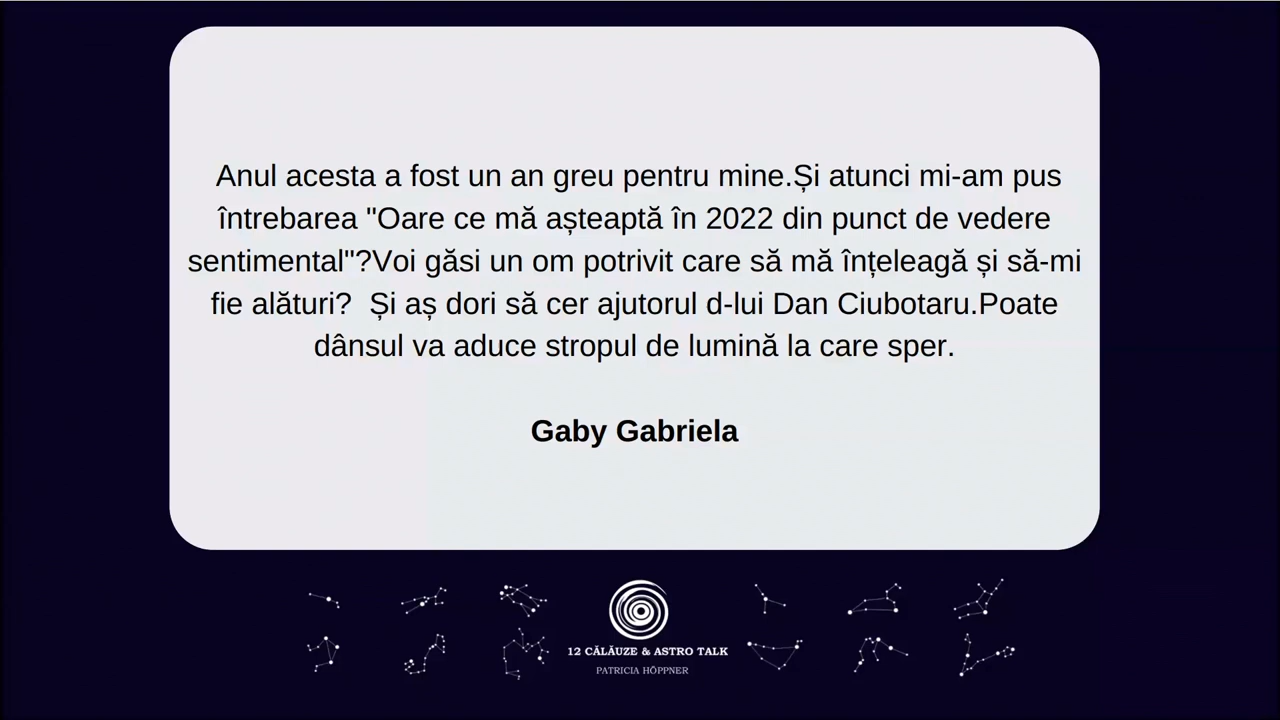 Anul acesta a fost un an greu pentru mine.Și atunci mi-am pus
întrebarea "Oare ce mă așteaptă în 2022 din punct de vedere
sentimental"?Voi găsi un om potrivit care să mă înțeleagă și să-mi
fie alături?  Și aș dori să cer ajutorul d-lui Dan Ciubotaru.Poate
dânsul va aduce stropul de lumină la care sper.
Gaby Gabriela
12 CĂLĂUZE & ASTRO TALK
PATRICIA HÖPPNER